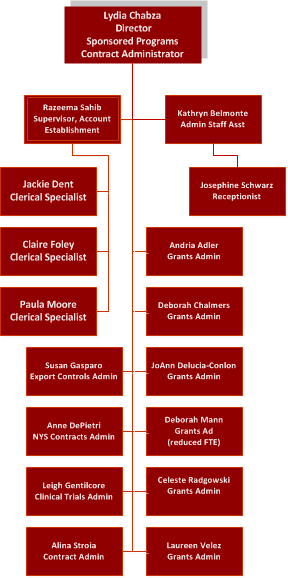 Lydia Chabza
Director
Sponsored Programs
Contract Administrator
Razeema Sahib
Supervisor, Account
Establishment
Kathryn Belmonte
Admin Staff Asst
Jackie Dent
Clerical Specialist
Josephine Schwarz
Receptionist
Claire Foley
Clerical Specialist
Andria Adler
Grants Admin
Paula Moore
Clerical Specialist
Deborah Chalmers
Grants Admin
Susan Gasparo
Export Controls Admin
JoAnn Delucia-Conlon
Grants Admin
Anne DePietri
NYS Contracts Admin
Deborah Mann
Grants Ad
(reduced FTE)
Leigh Gentilcore
Clinical Trials Admin
Celeste Radgowski
Grants Admin
Alina Stroia
Contract Admin
Laureen Velez
Grants Admin